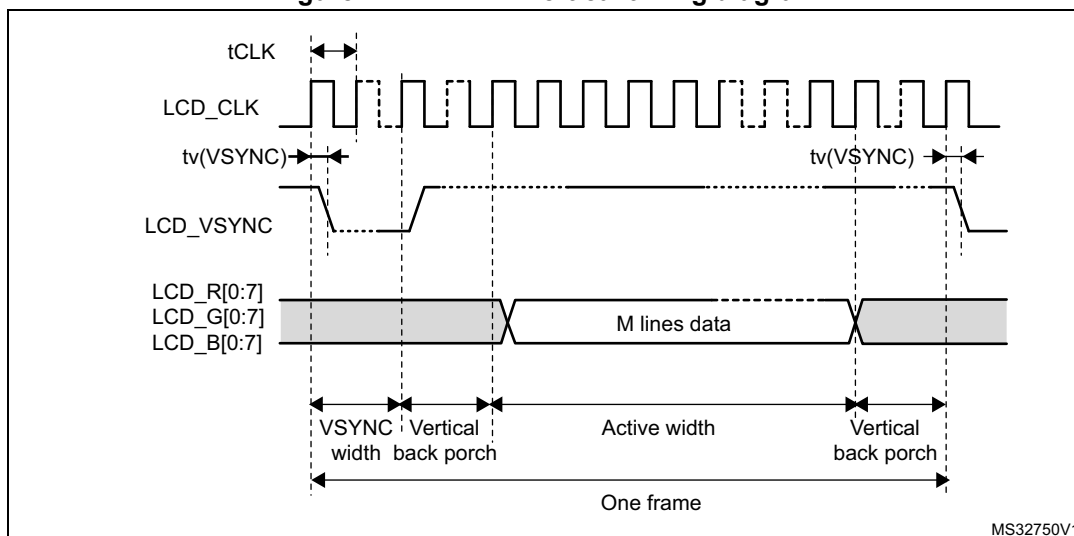 tCLK
LCD_CLK
tv(VSYNC)
tv(VSYNC)
LCD_VSYNC
LCD_R[0:7]
LCD_G[0:7]
LCD_B[0:7]
M lines data
VSYNC width
Vertical back porch
Active width
Vertical back porch
One frame
MS32750V1